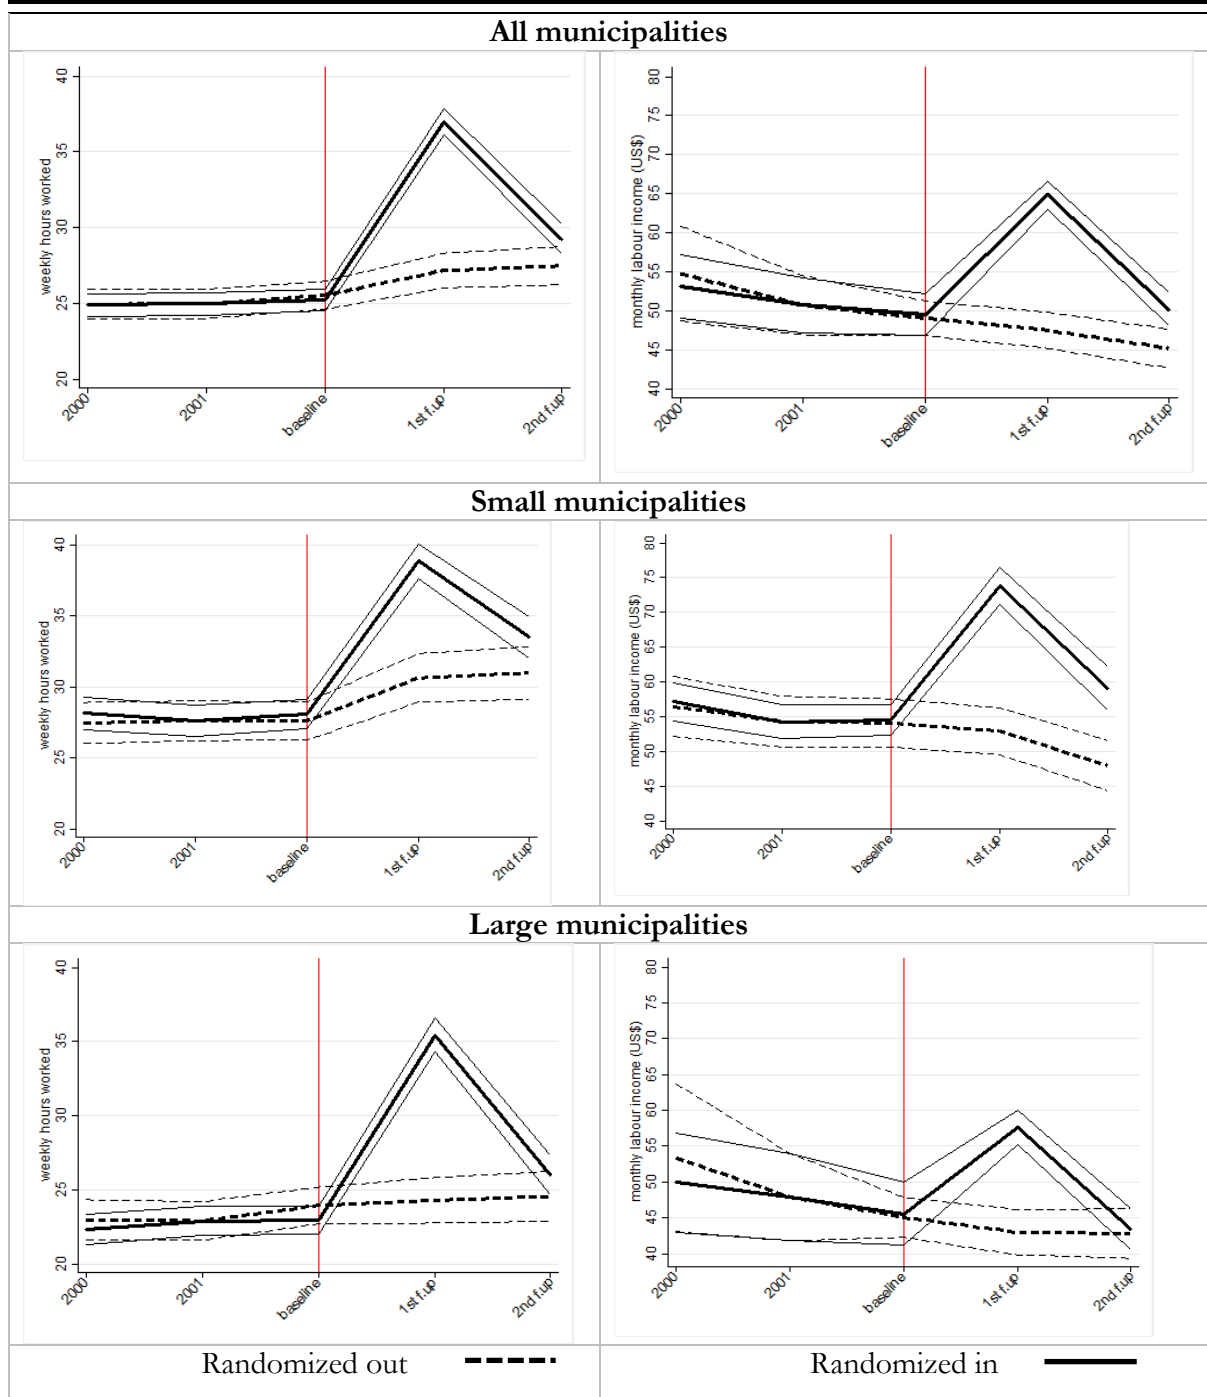 All municipalities
weekly hours worked
40
35
30
25
20
2000
2001
baseline
1st f.up
2nd f.up
monthly labour income (US$)
80
75
70
65
60
55
50
45
40
2000
2001
baseline
1st f.up
2nd f.up
Small municipalities
weekly hours worked
40
35
30
25
20
2000
2001
baseline
1st f.up
2nd f.up
monthly labour income (US$)
80
75
70
65
60
55
50
45
40
2000
2001
baseline
1st f.up
2nd f.up
Large municipalities
weekly hours worked
40
35
30
25
20
2000
2001
baseline
1st f.up
2nd f.up
monthly labour income (US$)
80
75
70
65
60
55
50
45
40
2000
2001
baseline
1st f.up
2nd f.up
Randomized out
Randomized in